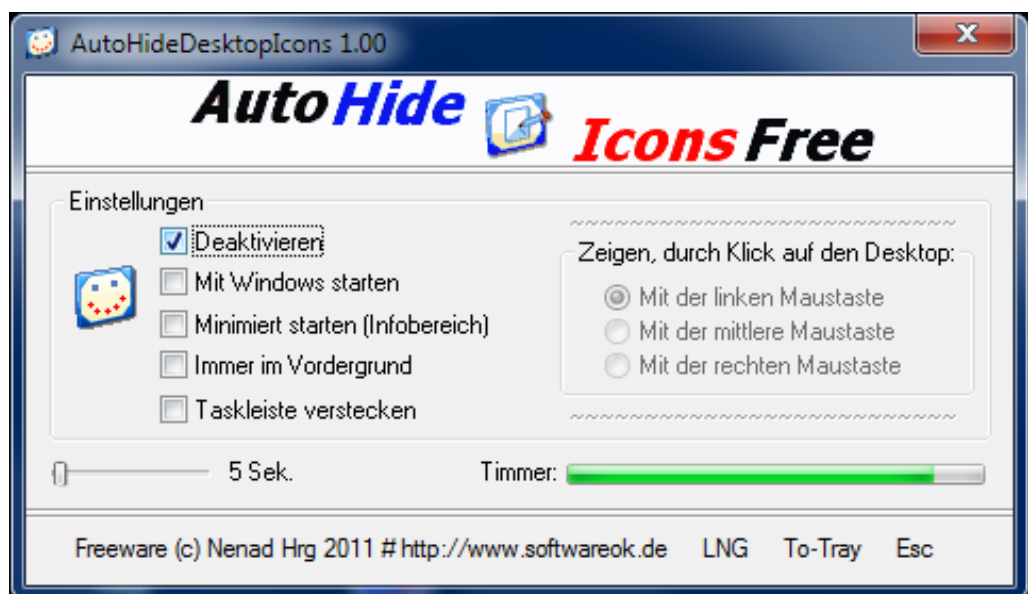 AutoHideDesktopIcons 1.00
Auto Hide Icons Free
Einstellungen
Deaktivieren
Mit Windows starten
Minimiert starten (Infobereich)
Immer im Vordergrund
Taskleiste verstecken
~~~~~~~~~~~~~~~~~~~~~~~~~~~
Zeigen, durch Klick auf den Desktop:
Mit der linken Maustaste
Mit der mittlere Maustaste
Mit der rechten Maustaste
~~~~~~~~~~~~~~~~~~~~~~~~~~~
5 Sek. Timmer:
Freeware (c) Nenad Hrg 2011 # http://www.softwareok.de LNG To-Tray Esc